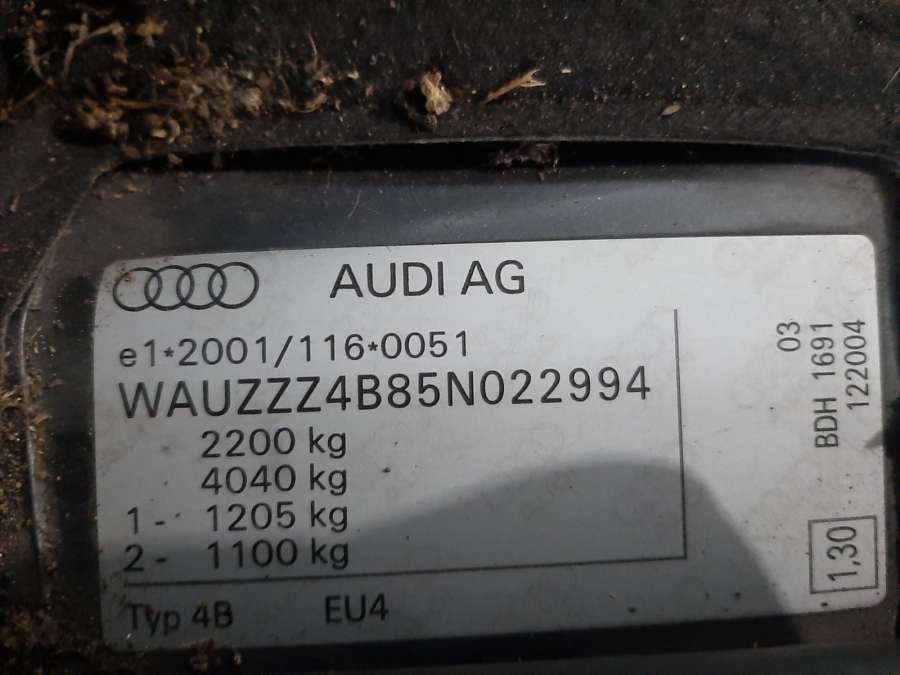 AUDI AG
e1*2001/116*0051
WAUZZZ4B85N022994
2200 kg
4040 kg
1- 1205 kg
2- 1100 kg
Typ 4B EU4
03
BDH 1691
122004
1,30